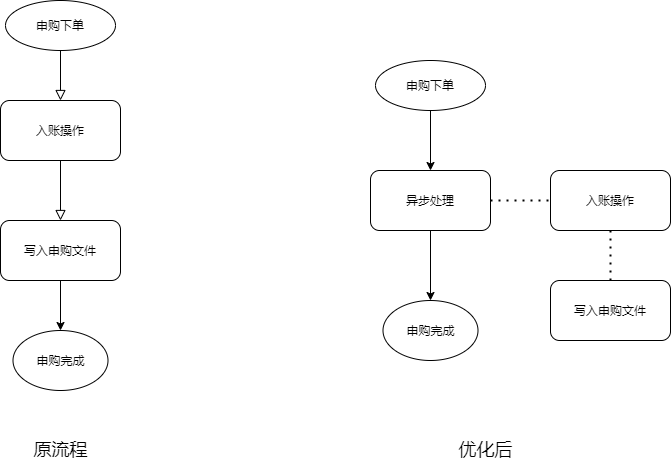 申购下单
入账操作
写入申购文件
申购完成
原流程
申购下单
异步处理
入账操作
写入申购文件
申购完成
优化后